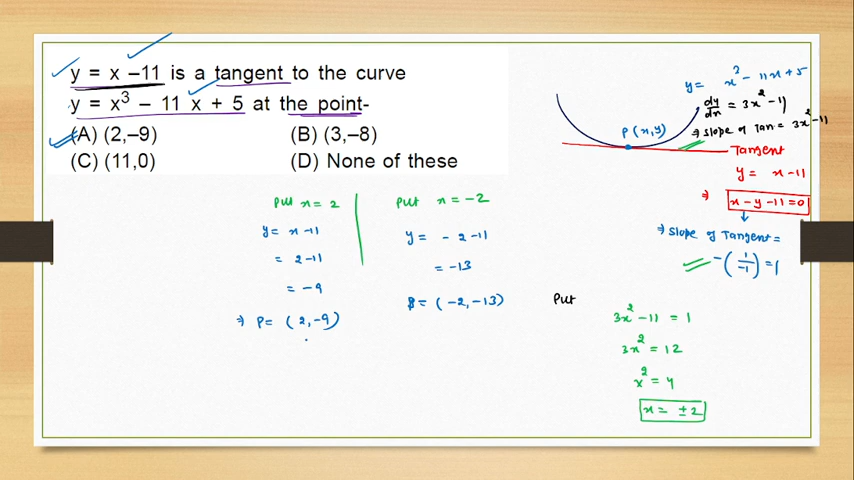 y = x –11 is a tangent to the curve
y = x³ – 11 x + 5 at the point-
(A) (2,–9)
(B) (3,–8)
(C) (11,0)
(D) None of these
y= x² - 11x+5
dy/dx = 3x² - 11
⇒ slope of Tan = 3x²-11
P(x,y)
Tangent
y = x-11
⇒ x-y-11=0
⇒ slope of Tangent =
-(1/-1) = 1
Put x = 2
y = x-11
= 2-11
= -9
⇒ P= (2,-9)
Put x = -2
y = -2-11
= -13
= (-2,-13)
Put
3x²-11 = 1
3x² = 12
x² = 4
x = ±2